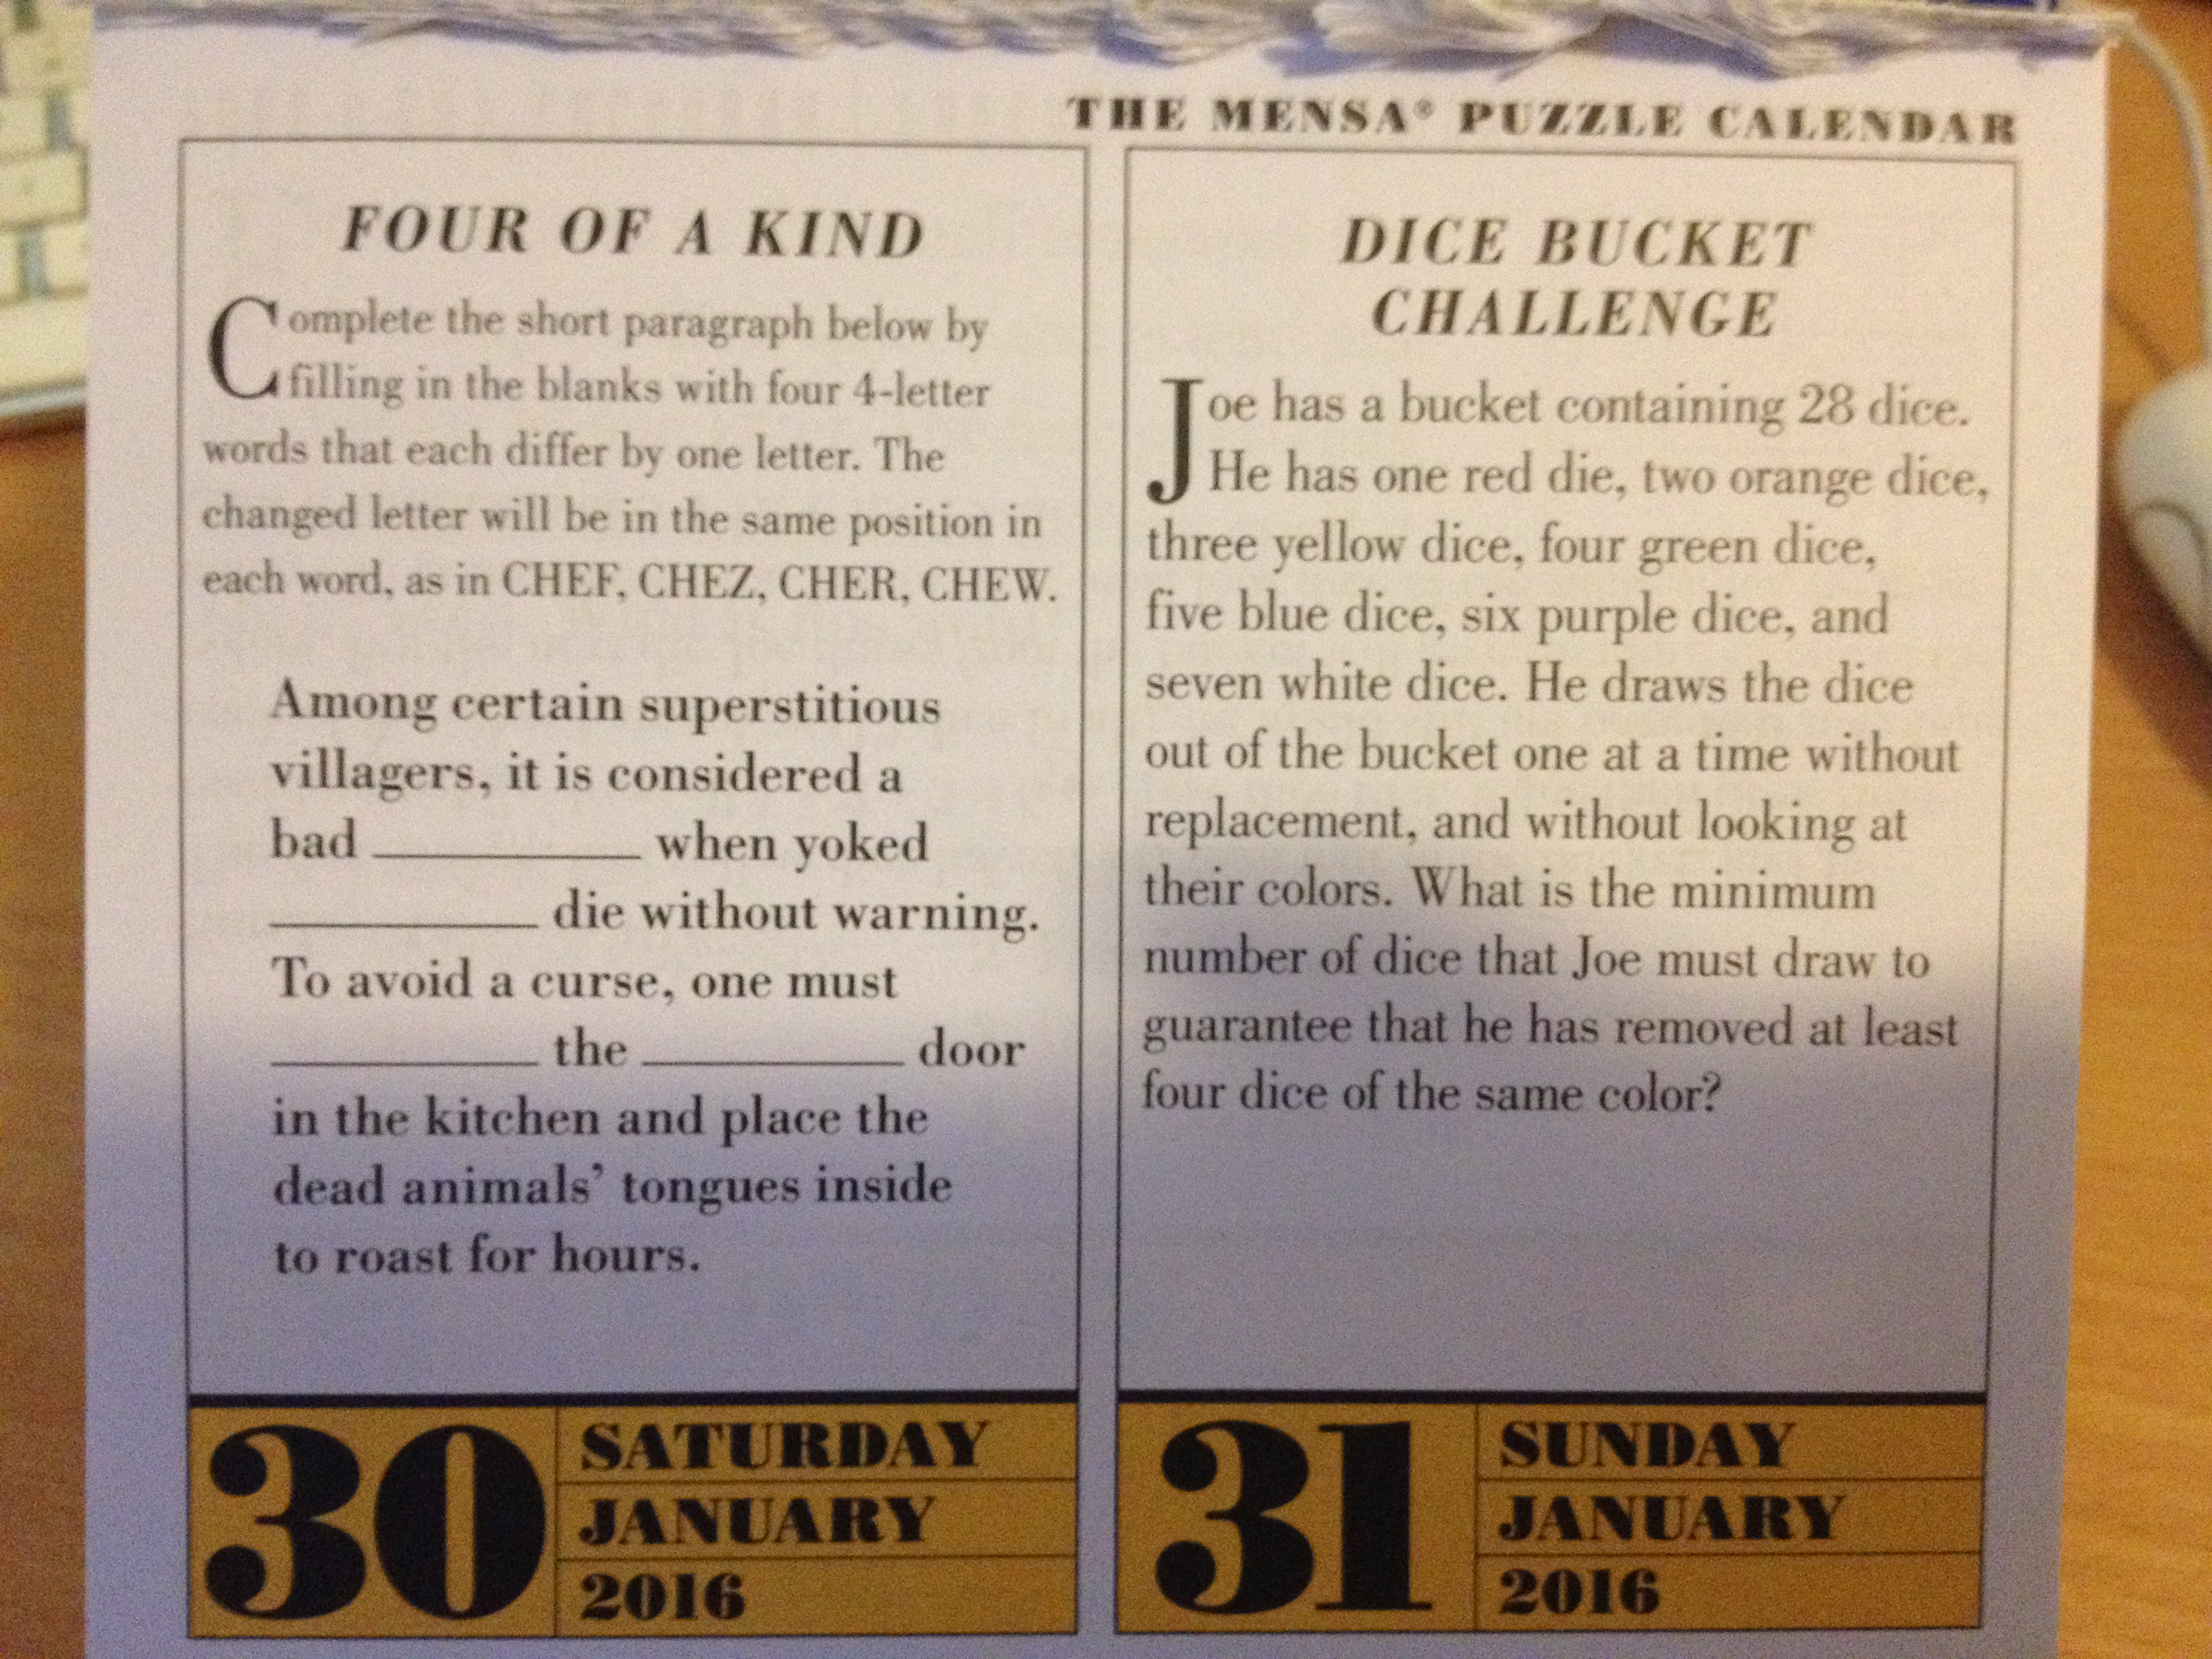 THE MENSA® PUZZLE CALENDAR
FOUR OF A KIND
Complete the short paragraph below by
filling in the blanks with four 4-letter
words that each differ by one letter. The
changed letter will be in the same position in
each word, as in CHEF, CHEZ, CHER, CHEW.
Among certain superstitious
villagers, it is considered a
bad ________ when yoked
________ die without warning.
To avoid a curse, one must
________ the ________ door
in the kitchen and place the
dead animals’ tongues inside
to roast for hours.
30
SATURDAY
JANUARY
2016
DICE BUCKET
CHALLENGE
Joe has a bucket containing 28 dice.
He has one red die, two orange dice,
three yellow dice, four green dice,
five blue dice, six purple dice, and
seven white dice. He draws the dice
out of the bucket one at a time without
replacement, and without looking at
their colors. What is the minimum
number of dice that Joe must draw to
guarantee that he has removed at least
four dice of the same color?
31
SUNDAY
JANUARY
2016